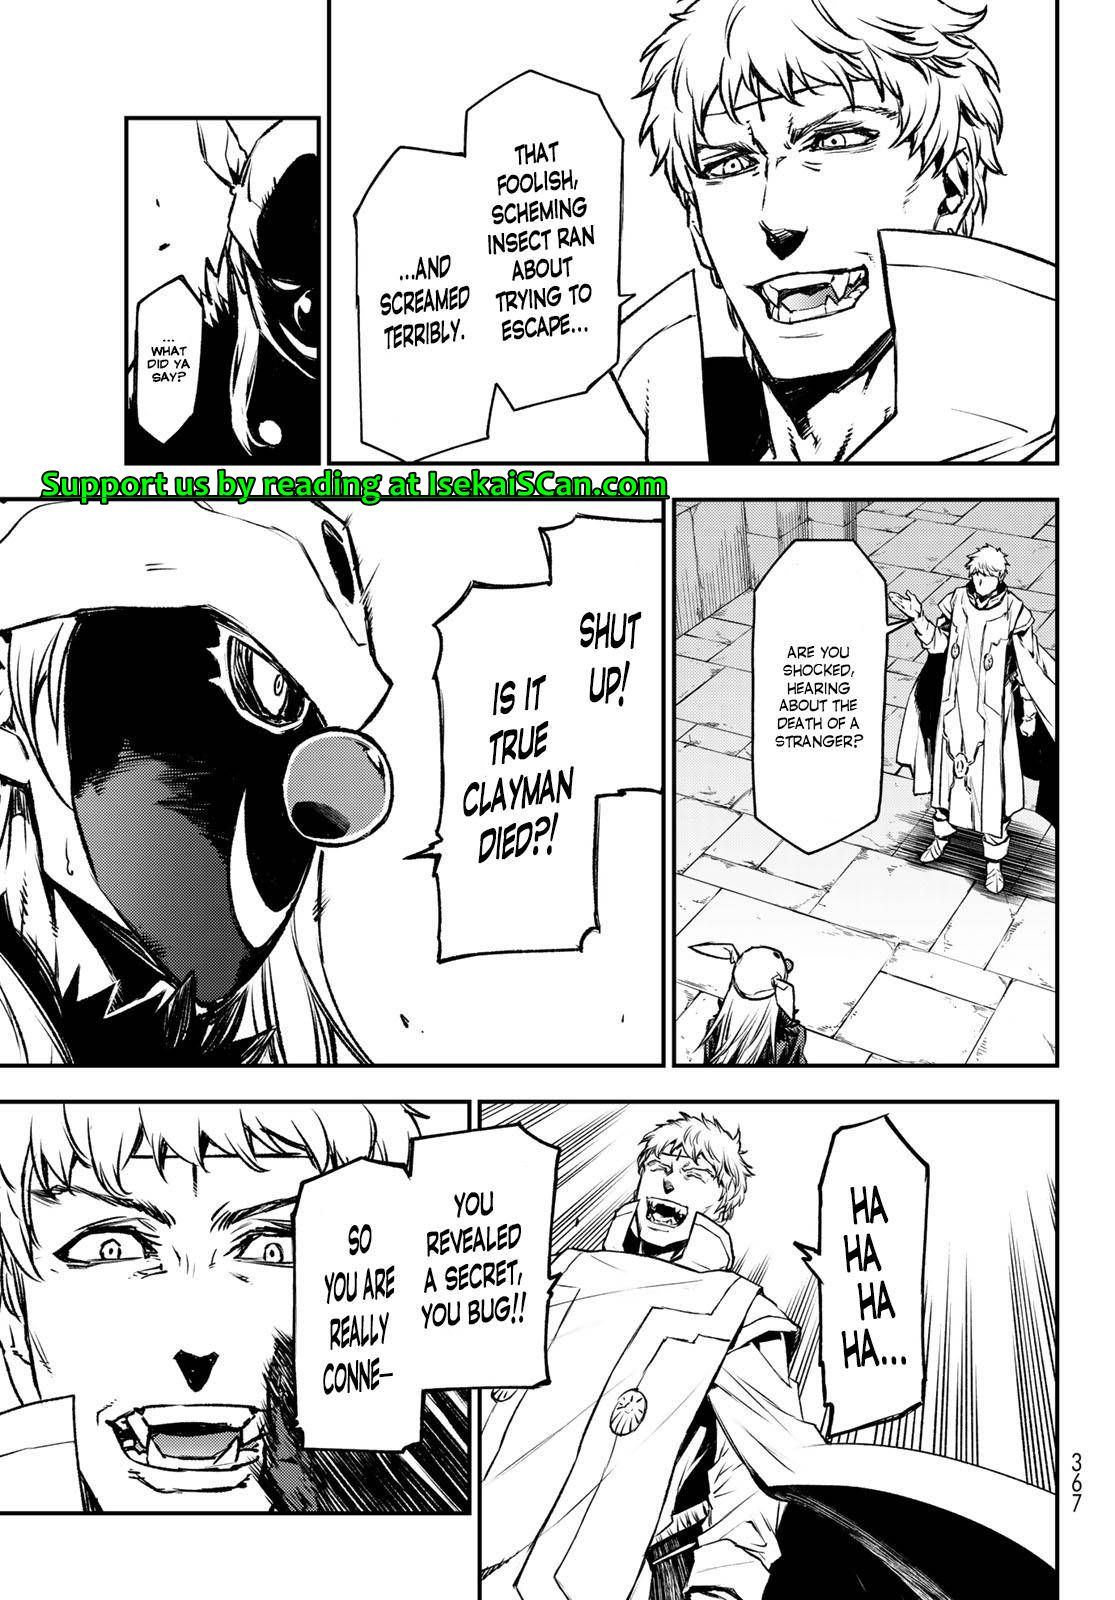 THAT
FOOLISH,
SCHEMING
INSECT RAN
ABOUT
TRYING TO
ESCAPE...
...AND
SCREAMED
TERRIBLY.
...
WHAT
DID YA
SAY?
Support us by reading at IsekaiSCan.com
ARE YOU
SHOCKED,
HEARING
ABOUT THE
DEATH OF A
STRANGER?
SHUT
UP!
IS IT
TRUE
CLAYMAN
DIED?!
HA
HA
HA
HA
HA...
YOU
REVEALED
A SECRET,
YOU BUG!!
SO
YOU ARE
REALLY
CONNE–
367